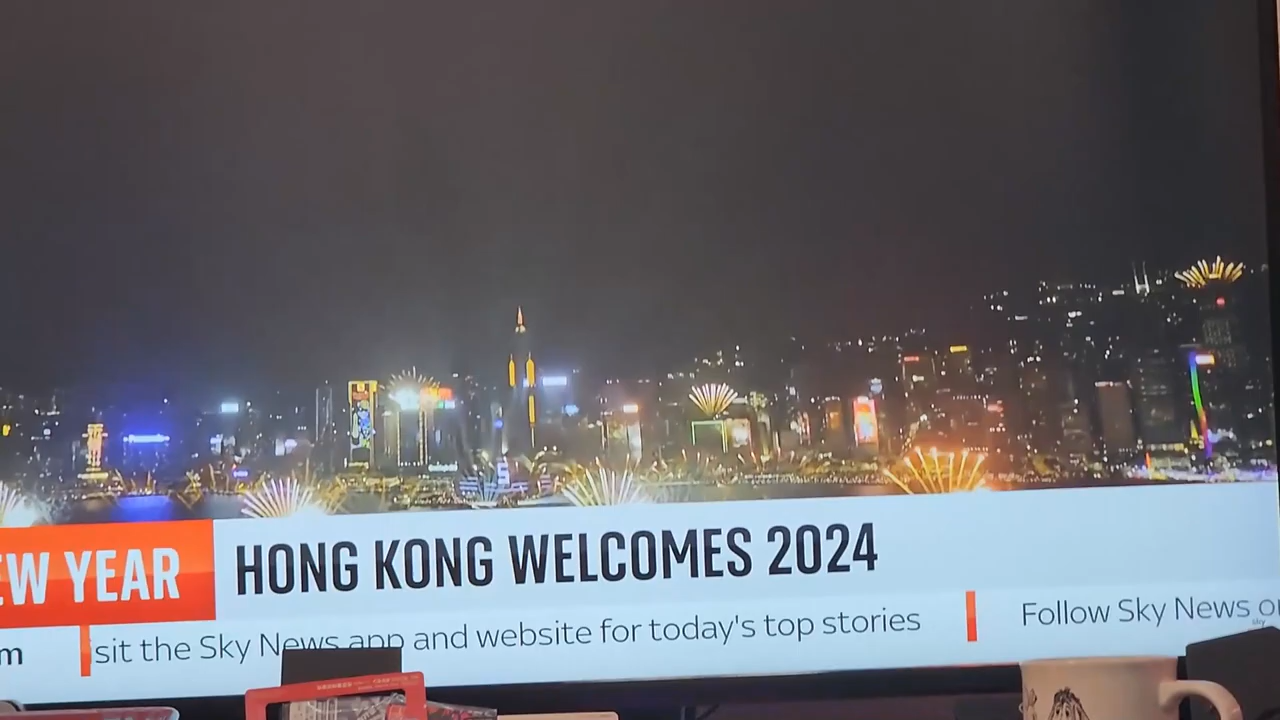 EW YEAR
HONG KONG WELCOMES 2024
m
sit the Sky News app and website for today's top stories
Follow Sky News o
sky